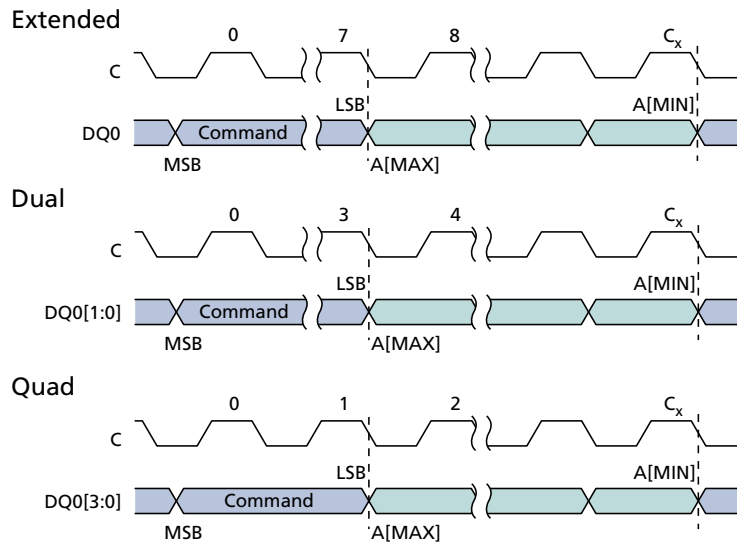 Extended
0 7 8 Cx
C
LSB A[MIN]
DQ0 Command
MSB A[MAX]
Dual
0 3 4 Cx
C
LSB A[MIN]
DQ0[1:0] Command
MSB A[MAX]
Quad
0 1 2 Cx
C
LSB A[MIN]
DQ0[3:0] Command
MSB A[MAX]